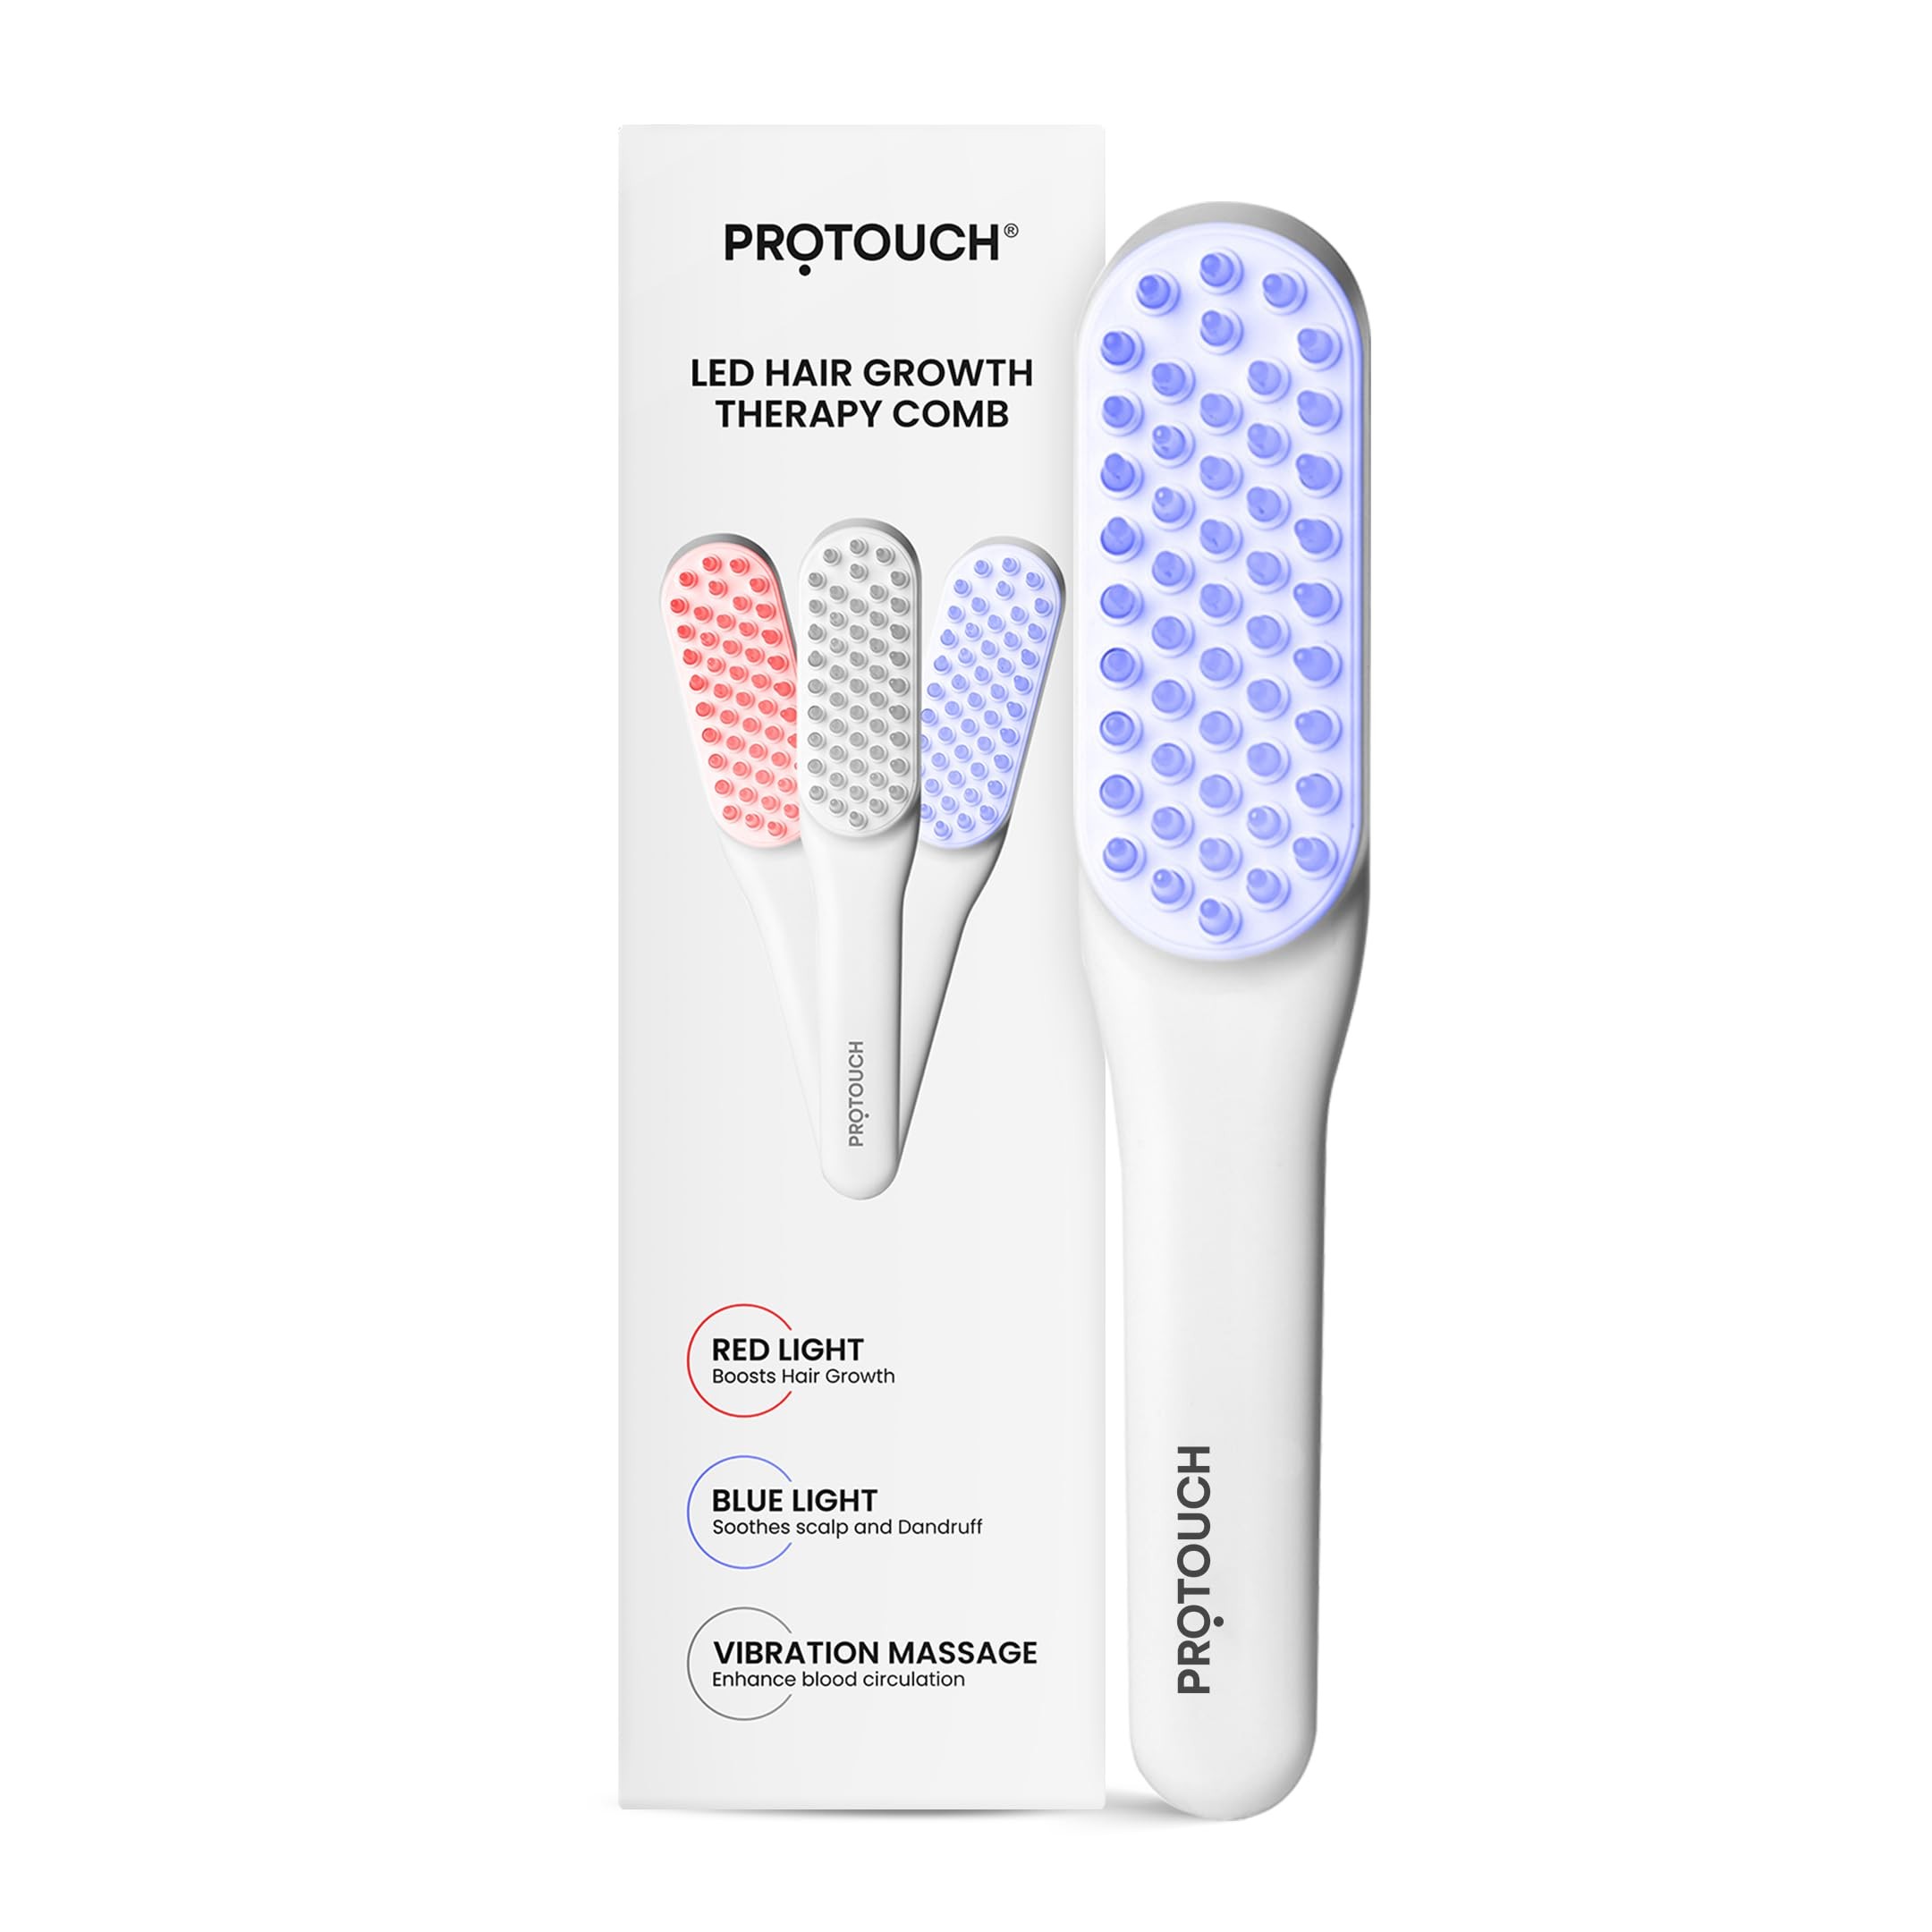 PROTOUCH®
LED HAIR GROWTH
THERAPY COMB
PROTOUCH
RED LIGHT
Boosts Hair Growth
BLUE LIGHT
Soothes scalp and Dandruff
VIBRATION MASSAGE
Enhance blood circulation
PROTOUCH